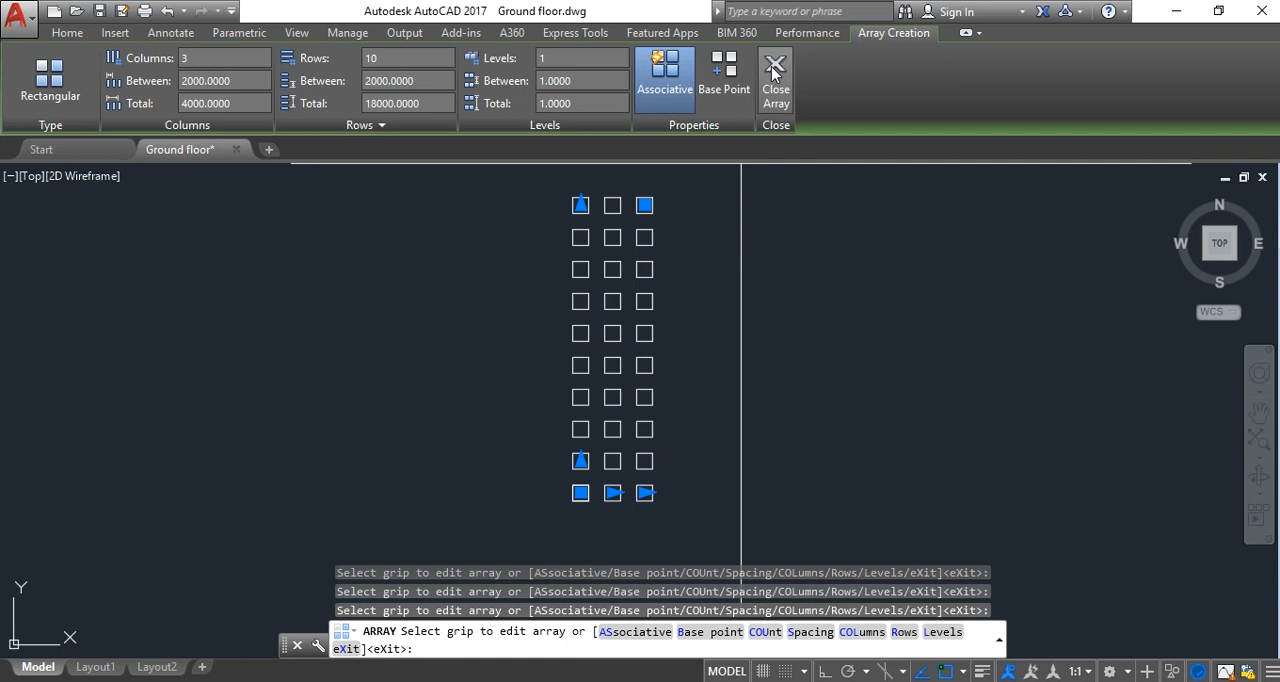 Autodesk AutoCAD 2017 Ground floor.dwg
Type a keyword or phrase
Sign In
Home Insert Annotate Parametric View Manage Output Add-ins A360 Express Tools Featured Apps BIM 360 Performance Array Creation
Columns: 3 Rows: 10 Levels: 1
Between: 2000.0000 Between: 2000.0000 Between: 1.0000
Total: 4000.0000 Total: 18000.0000 Total: 1.0000
Rectangular
Associative
Base Point
Close
Array
Type Columns Rows Levels Properties Close
Start Ground floor*
[−][Top][2D Wireframe]
N
W TOP E
S
WCS
Y
X
Select grip to edit array or [ASsociative/Base point/COUnt/Spacing/COLumns/Rows/Levels/eXit]<eXit>:
Select grip to edit array or [ASsociative/Base point/COUnt/Spacing/COLumns/Rows/Levels/eXit]<eXit>:
Select grip to edit array or [ASsociative/Base point/COUnt/Spacing/COLumns/Rows/Levels/eXit]<eXit>:
ARRAY Select grip to edit array or [ASsociative Base point COUnt Spacing COLumns Rows Levels
eXit]<eXit>:
Model Layout1 Layout2 +
MODEL 1:1